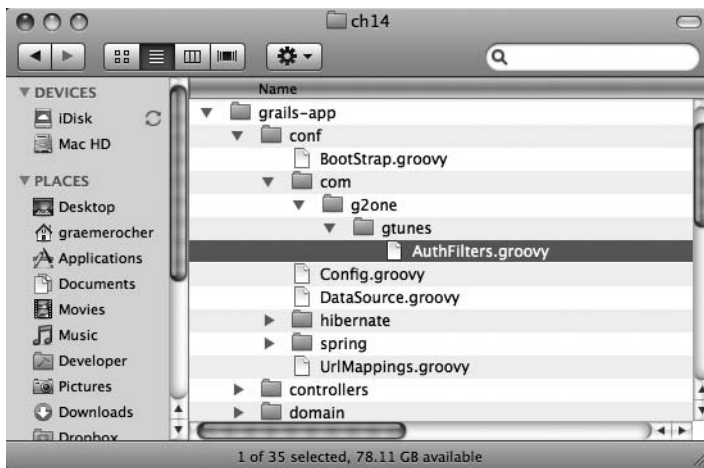 ch14
DEVICES
iDisk
Mac HD
PLACES
Desktop
graemerocher
Applications
Documents
Movies
Music
Developer
Pictures
Downloads
Dropbox
Name
grails-app
conf
BootStrap.groovy
com
g2one
gtunes
AuthFilters.groovy
Config.groovy
DataSource.groovy
hibernate
spring
UrlMappings.groovy
controllers
domain
1 of 35 selected, 78.11 GB available